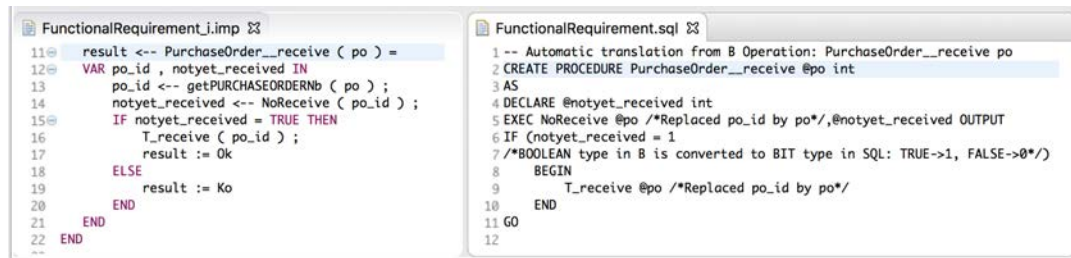 FunctionalRequirement_i.imp
11 result <-- PurchaseOrder__receive ( po ) =
12 VAR po_id , notyet_received IN
13 po_id <-- getPURCHASEORDERNb ( po ) ;
14 notyet_received <-- NoReceive ( po_id ) ;
15 IF notyet_received = TRUE THEN
16 T_receive ( po_id ) ;
17 result := Ok
18 ELSE
19 result := Ko
20 END
21 END
22 END
FunctionalRequirement.sql
1 -- Automatic translation from B Operation: PurchaseOrder__receive po
2 CREATE PROCEDURE PurchaseOrder__receive @po int
3 AS
4 DECLARE @notyet_received int
5 EXEC NoReceive @po /*Replaced po_id by po*/,@notyet_received OUTPUT
6 IF (notyet_received = 1
7 /*BOOLEAN type in B is converted to BIT type in SQL: TRUE->1, FALSE->0*/)
8 BEGIN
9 T_receive @po /*Replaced po_id by po*/
10 END
11 GO
12